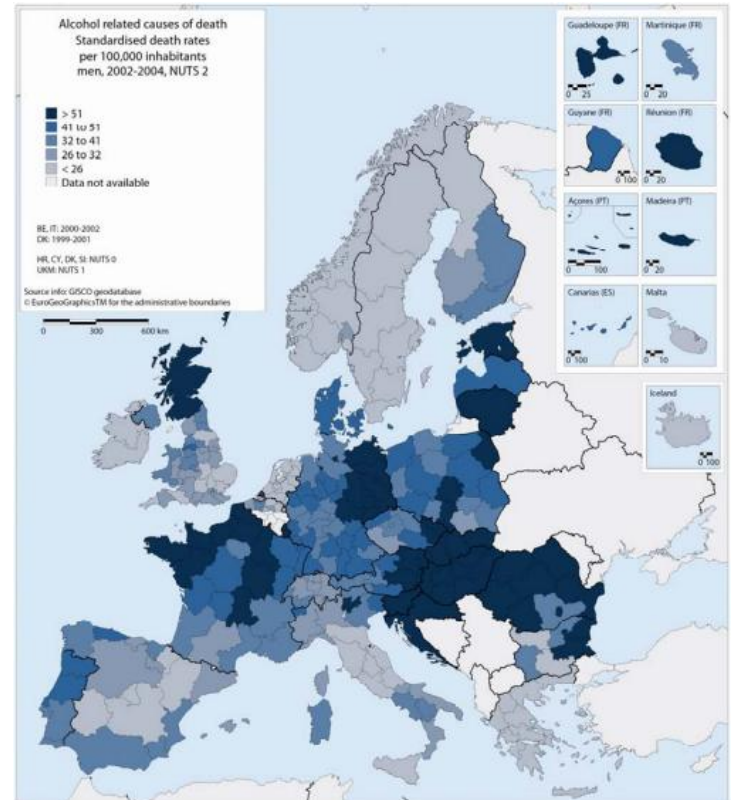 Alcohol related causes of death
Standardised death rates
per 100,000 inhabitants
men, 2002-2004, NUTS 2
> 51
41 to 51
32 to 41
26 to 32
< 26
Data not available
BE, IT: 2000-2002
DK: 1999-2001
HR, CY, DK, SI: NUTS 0
UKM: NUTS 1
Source info: GISCO geodatabase
© EuroGeoGraphicsTM for the administrative boundaries
0 300 600 km
Guadeloupe (FR)
0 25
Martinique (FR)
0 20
Guyane (FR)
0 100
Réunion (FR)
0 20
Açores (PT)
0 100
Madeira (PT)
0 20
Canarias (ES)
0 100
Malta
0 10
Iceland
0 100